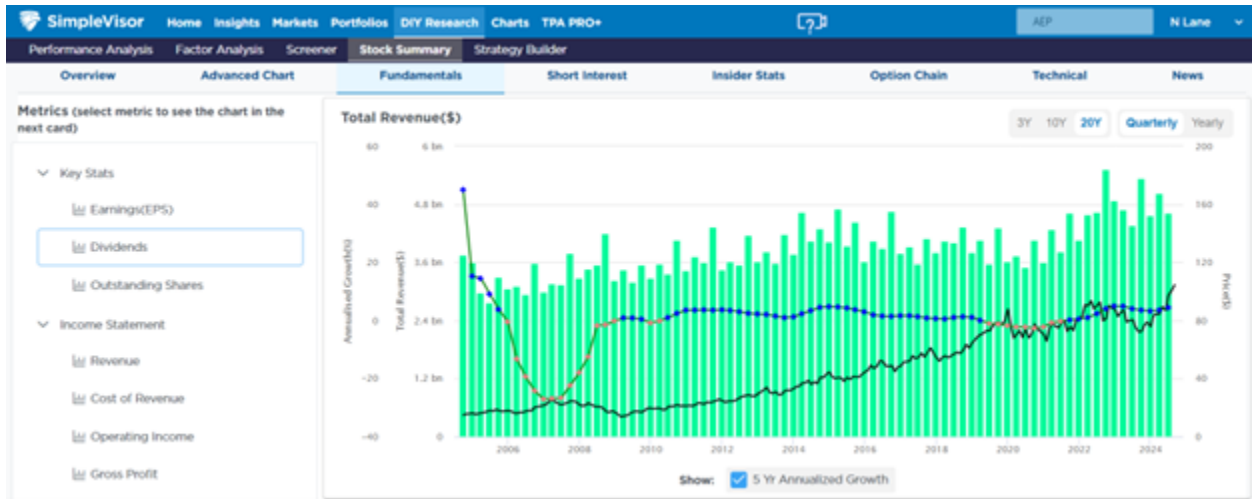 SimpleVisor Home Insights Markets Portfolios DIY Research Charts TPA PRO+ ? AEP N Lane
Performance Analysis Factor Analysis Screener Stock Summary Strategy Builder
Overview Advanced Chart Fundamentals Short Interest Insider Stats Option Chain Technical News
Metrics (select metric to see the chart in the
next card)
Key Stats
Earnings(EPS)
Dividends
Outstanding Shares
Income Statement
Revenue
Cost of Revenue
Operating Income
Gross Profit
Total Revenue($)
3Y 10Y 20Y Quarterly Yearly
60 6 bn 200
40 4.8 bn 160
20 3.6 bn 120
0 2.4 bn 80
-20 1.2 bn 40
-40 0 0
Annualised Growth(%)
Total Revenue($)
Price($)
2006 2008 2010 2012 2014 2016 2018 2020 2022 2024
Show: 5 Yr Annualized Growth